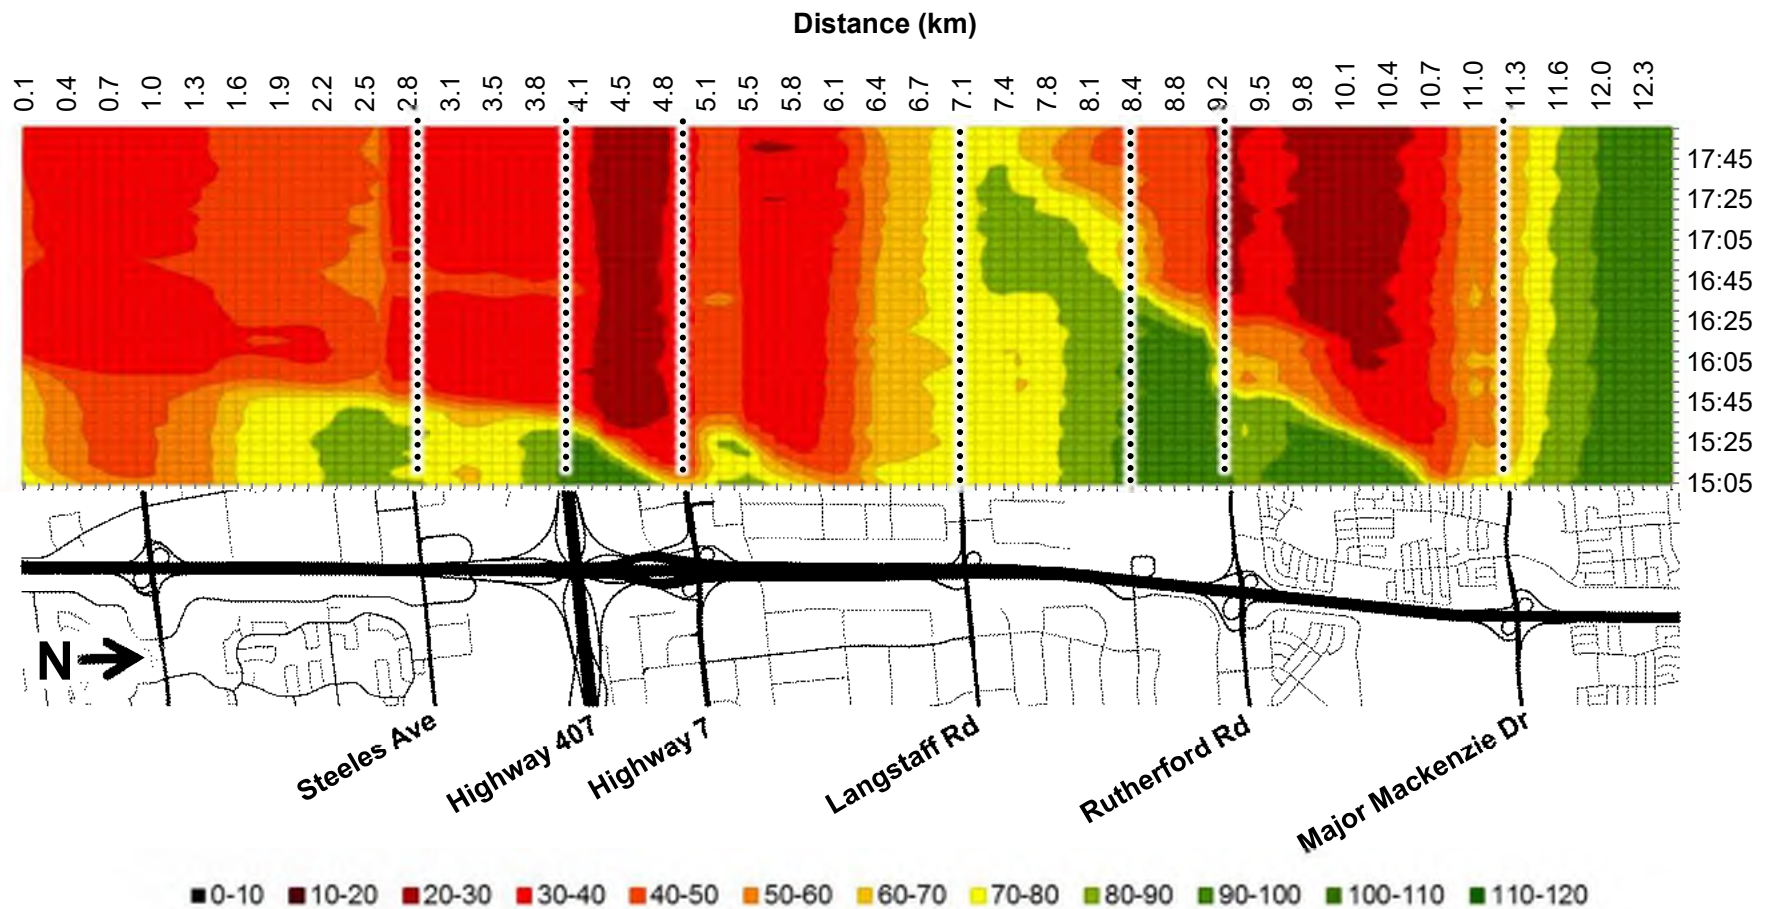 Distance (km)
0.1 0.4 0.7 1.0 1.3 1.6 1.9 2.2 2.5 2.8 3.1 3.5 3.8 4.1 4.5 4.8 5.1 5.5 5.8 6.1 6.4 6.7 7.1 7.4 7.8 8.1 8.4 8.8 9.2 9.5 9.8 10.1 10.4 10.7 11.0 11.3 11.6 12.0 12.3
17:45
17:25
17:05
16:45
16:25
16:05
15:45
15:25
15:05
N
Steeles Ave
Highway 407
Highway 7
Langstaff Rd
Rutherford Rd
Major Mackenzie Dr
0-10 10-20 20-30 30-40 40-50 50-60 60-70 70-80 80-90 90-100 100-110 110-120